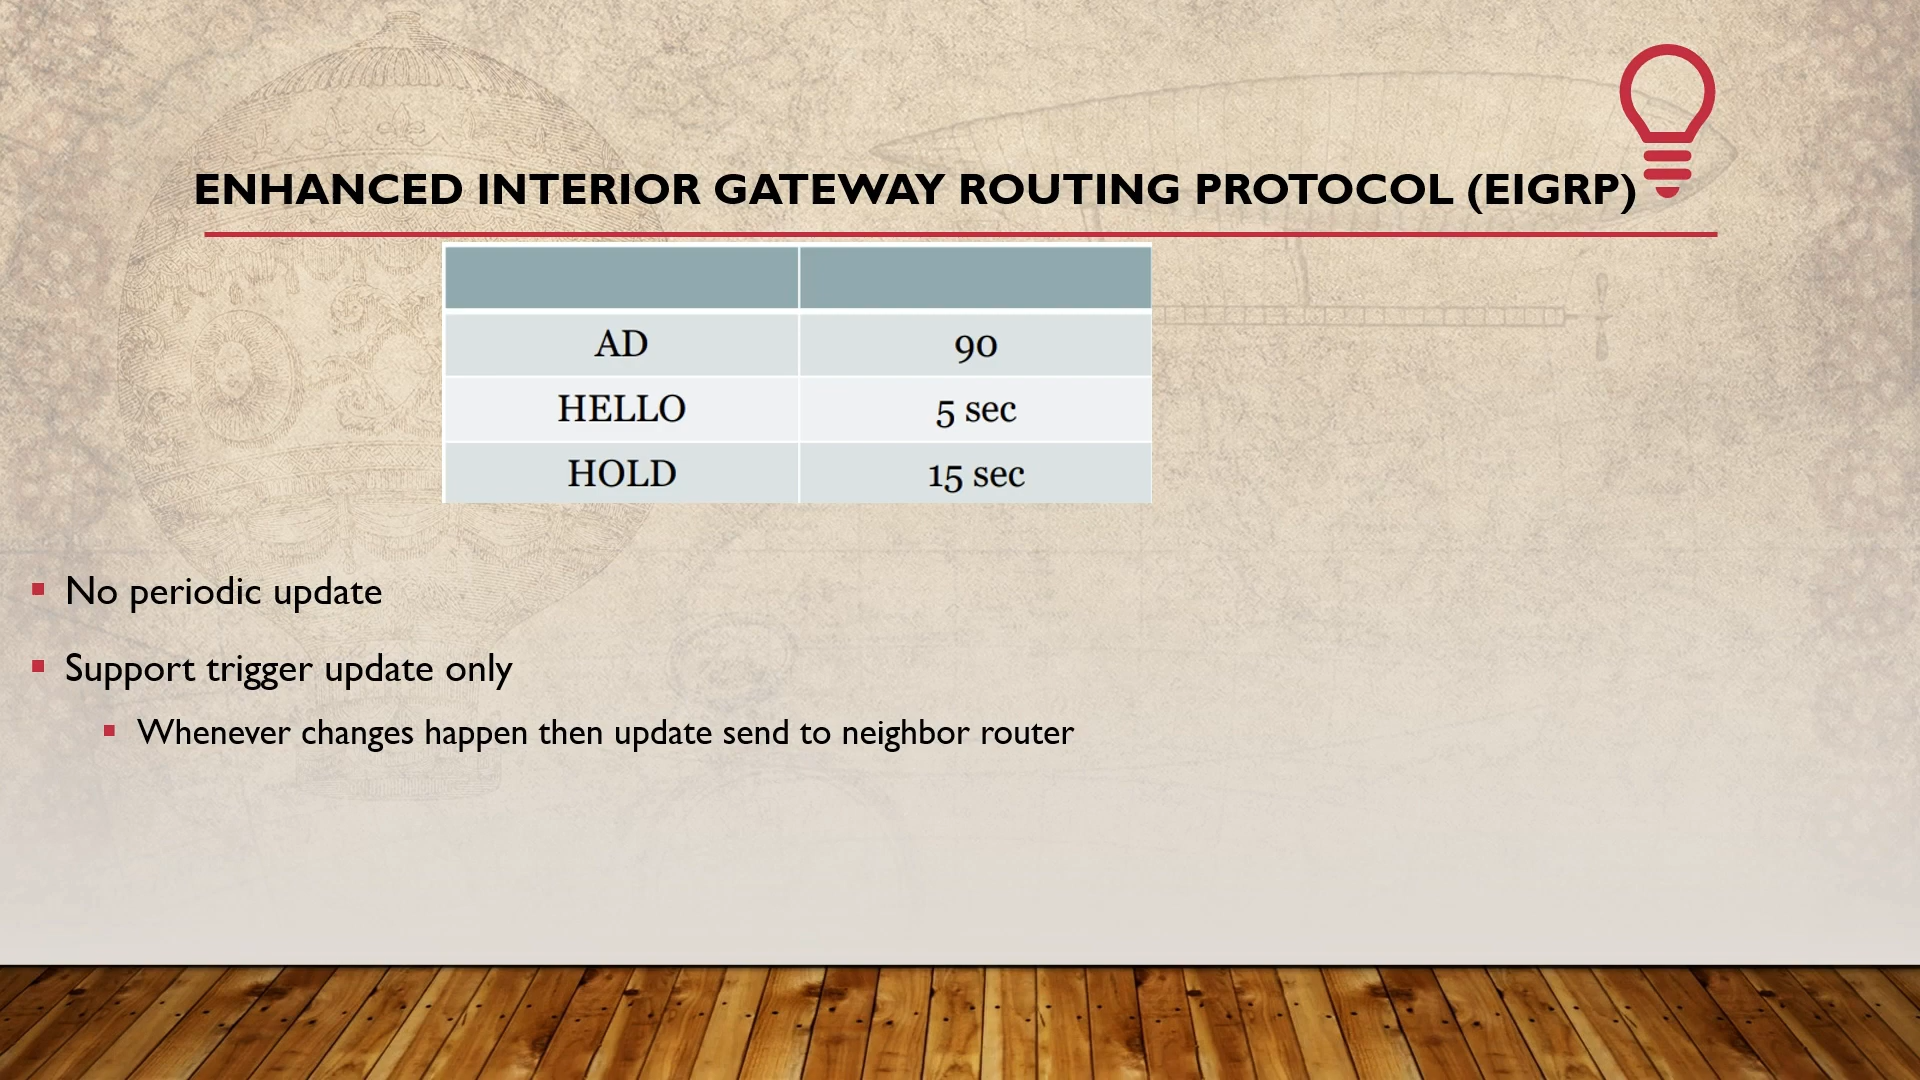 ENHANCED INTERIOR GATEWAY ROUTING PROTOCOL (EIGRP)
AD 90
HELLO 5 sec
HOLD 15 sec
No periodic update
Support trigger update only
Whenever changes happen then update send to neighbor router